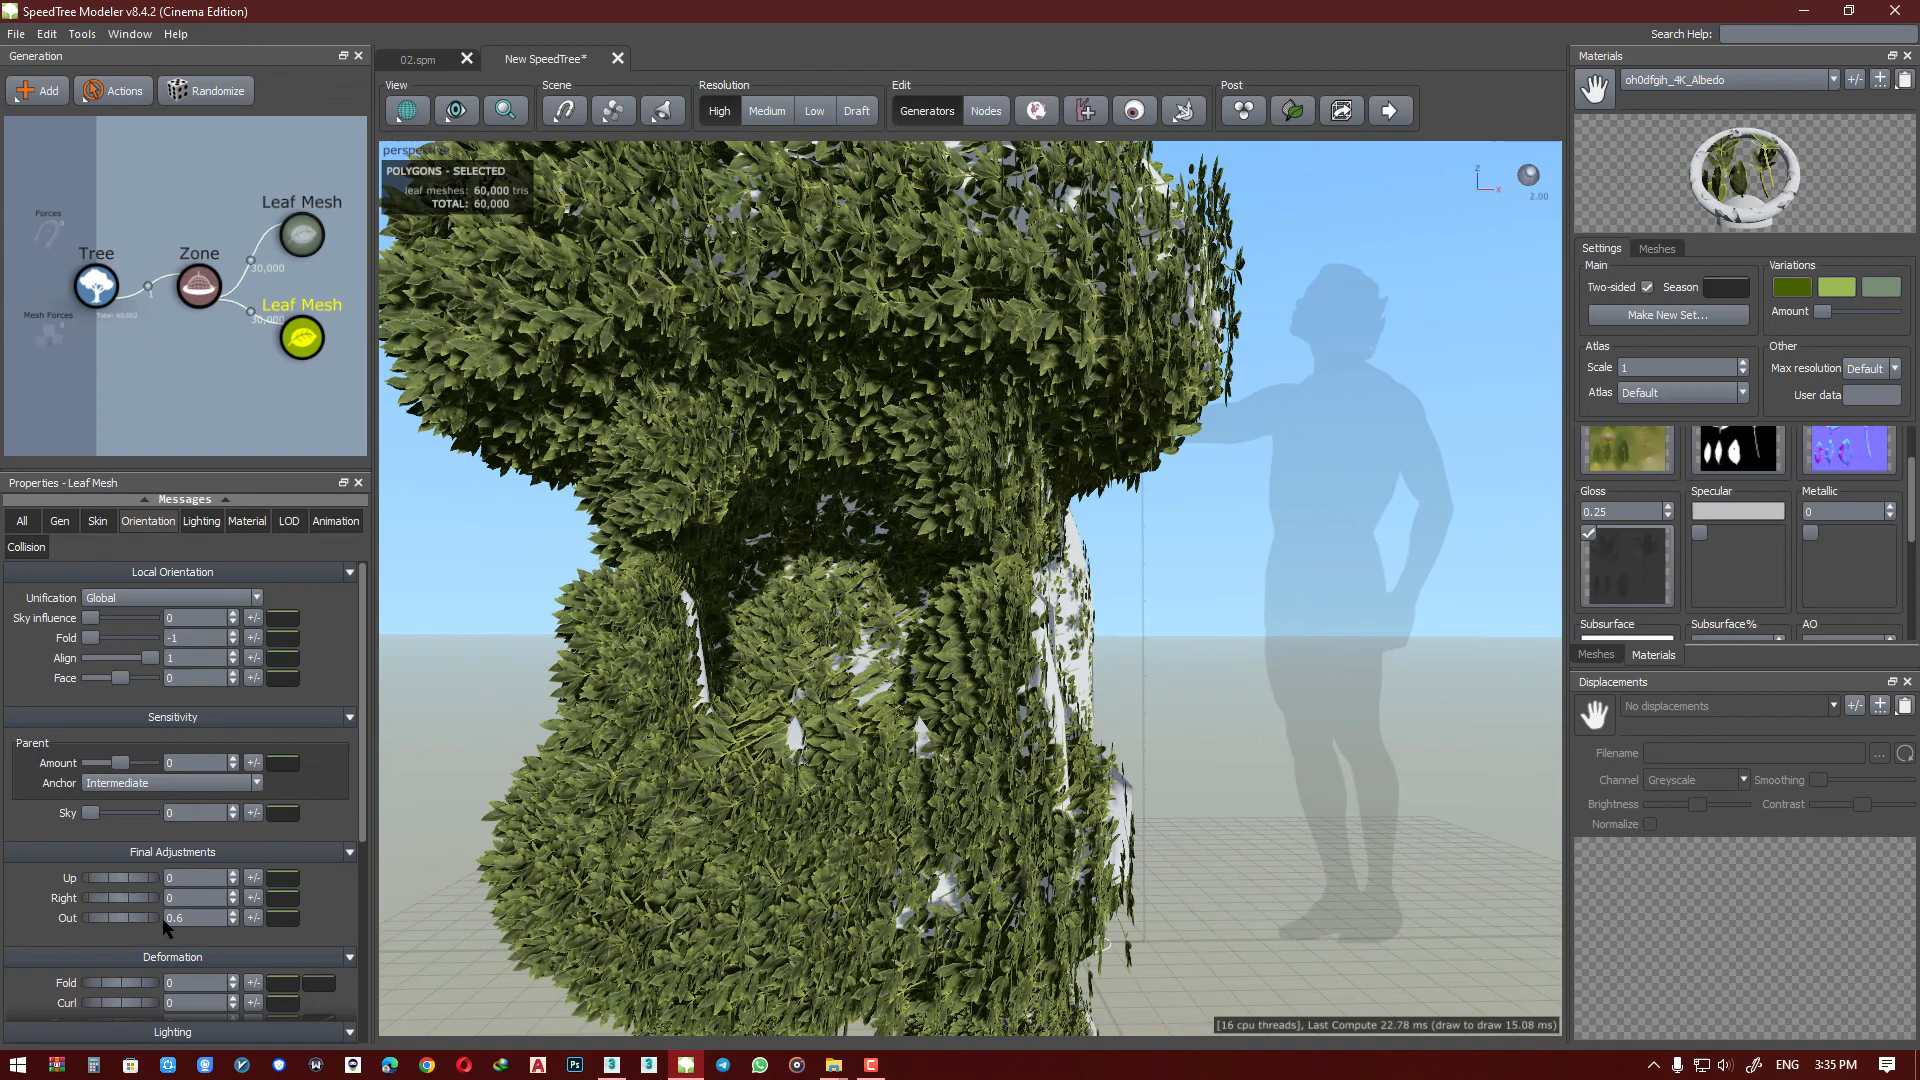 SpeedTree Modeler v8.4.2 (Cinema Edition)
File Edit Tools Window Help
Search Help:
Generation
Add Actions Randomize
Forces
Tree
Zone
Leaf Mesh
30,000
1
Total: 60,002
Mesh Forces
Leaf Mesh
30,000
Properties - Leaf Mesh
Messages
All Gen Skin Orientation Lighting Material LOD Animation
Collision
Local Orientation
Unification Global
Sky influence 0 +/-
Fold -1 +/-
Align 1 +/-
Face 0 +/-
Sensitivity
Parent
Amount 0 +/-
Anchor Intermediate
Sky 0 +/-
Final Adjustments
Up 0 +/-
Right 0 +/-
Out 0.6 +/-
Deformation
Fold 0 +/-
Curl 0 +/-
Lighting
02.spm New SpeedTree*
View Scene Resolution Edit Post
High Medium Low Draft Generators Nodes
perspective
POLYGONS - SELECTED
leaf meshes: 60,000 tris
TOTAL: 60,000
z
x
2.00
[16 cpu threads], Last Compute 22.78 ms (draw to draw 15.08 ms)
Materials
oh0dfgih_4K_Albedo +/-
Settings Meshes
Main Variations
Two-sided Season
Make New Set... Amount
Atlas Other
Scale 1 Max resolution Default
Atlas Default User data
Gloss Specular Metallic
0.25 0
Subsurface Subsurface% AO
Meshes Materials
Displacements
No displacements +/-
Filename ...
Channel Greyscale Smoothing
Brightness Contrast
Normalize
ENG 3:35 PM